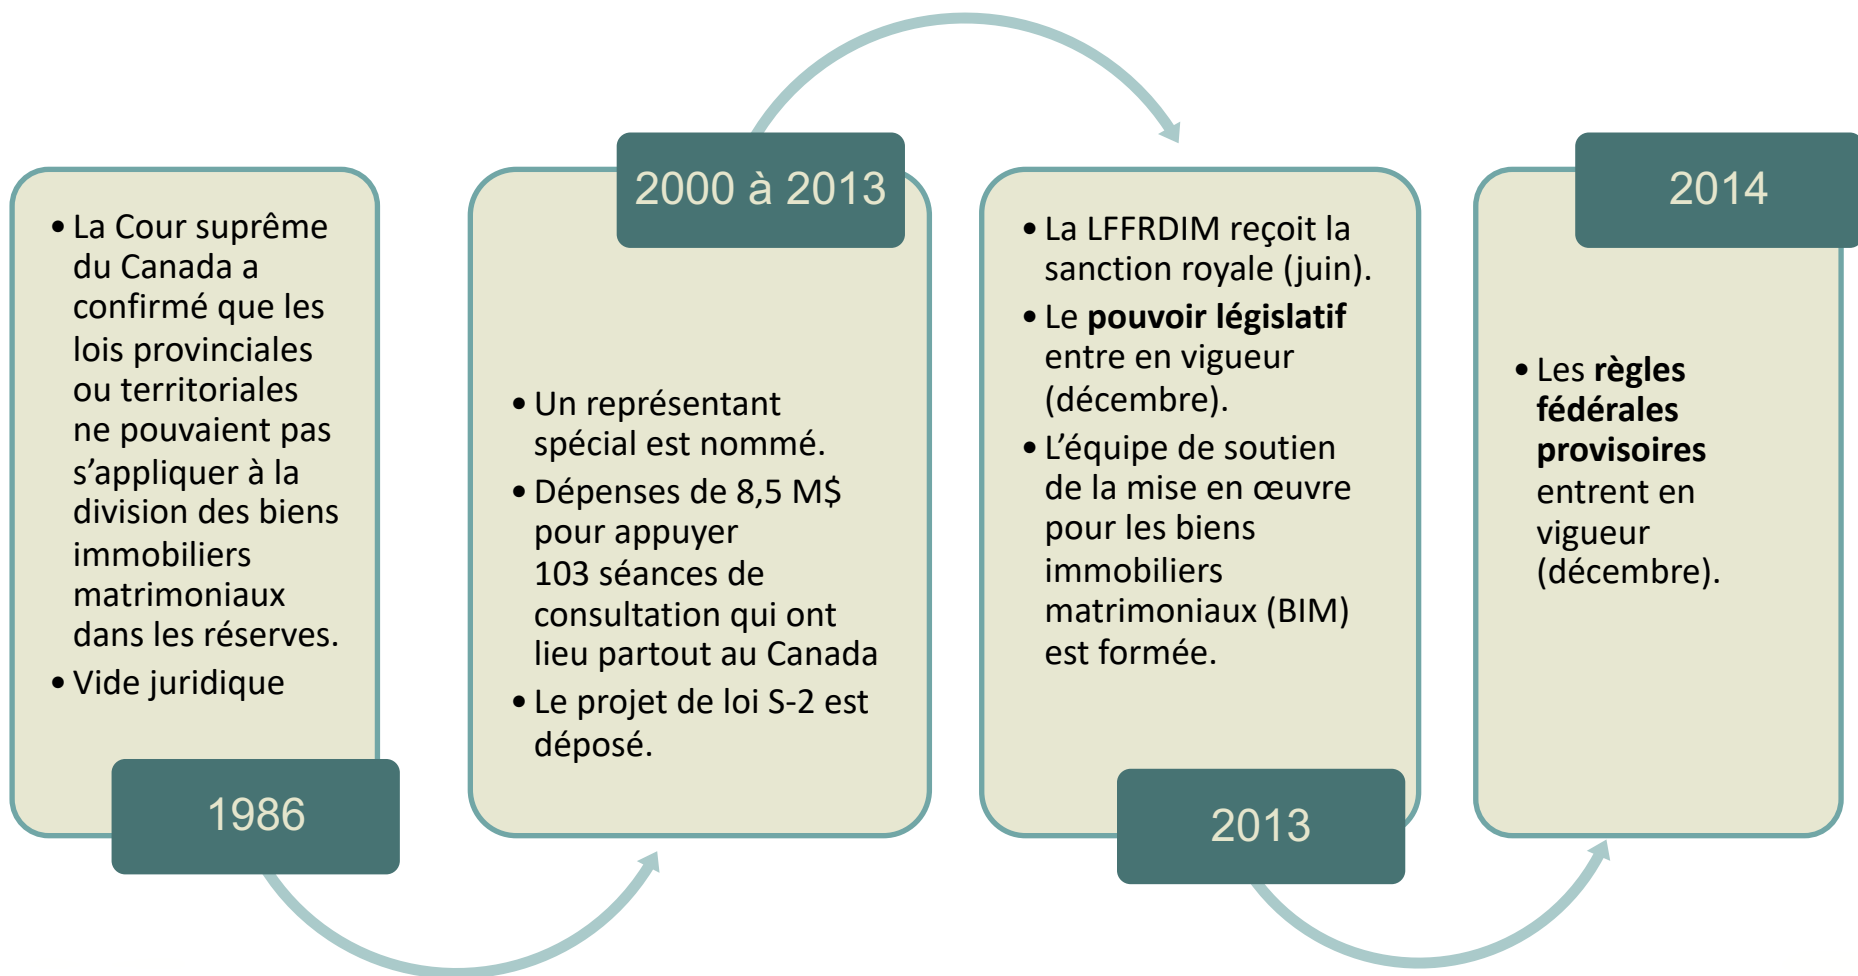 • La Cour suprême
du Canada a
confirmé que les
lois provinciales
ou territoriales
ne pouvaient pas
s’appliquer à la
division des biens
immobiliers
matrimoniaux
dans les réserves.
• Vide juridique
1986
2000 à 2013
• Un représentant
spécial est nommé.
• Dépenses de 8,5 M$
pour appuyer
103 séances de
consultation qui ont
lieu partout au Canada
• Le projet de loi S-2 est
déposé.
• La LFFRDIM reçoit la
sanction royale (juin).
• Le pouvoir législatif
entre en vigueur
(décembre).
• L’équipe de soutien
de la mise en œuvre
pour les biens
immobiliers
matrimoniaux (BIM)
est formée.
2013
2014
• Les règles
fédérales
provisoires
entrent en
vigueur
(décembre).